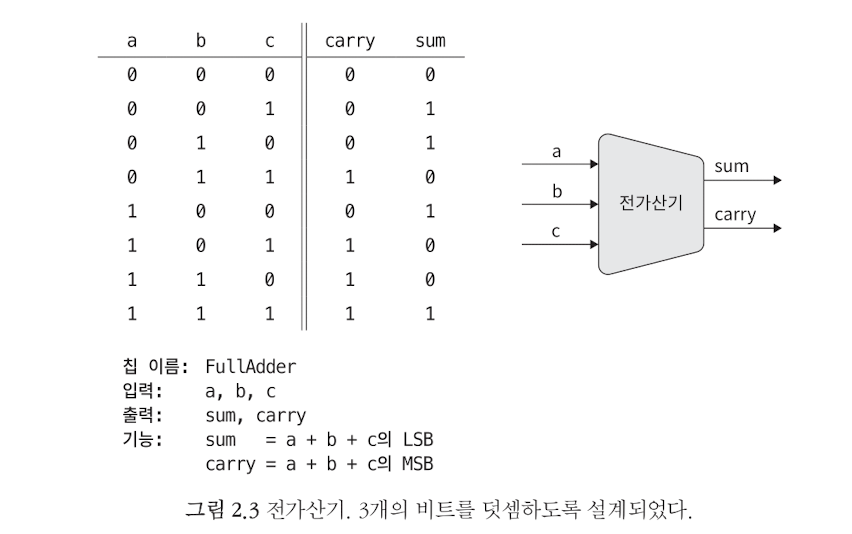 a b c carry sum
0 0 0 0 0
0 0 1 0 1
0 1 0 0 1
0 1 1 1 0
1 0 0 0 1
1 0 1 1 0
1 1 0 1 0
1 1 1 1 1
a
b
c
전가산기
sum
carry
칩 이름: FullAdder
입력: a, b, c
출력: sum, carry
기능: sum = a + b + c의 LSB
carry = a + b + c의 MSB
그림 2.3 전가산기. 3개의 비트를 덧셈하도록 설계되었다.